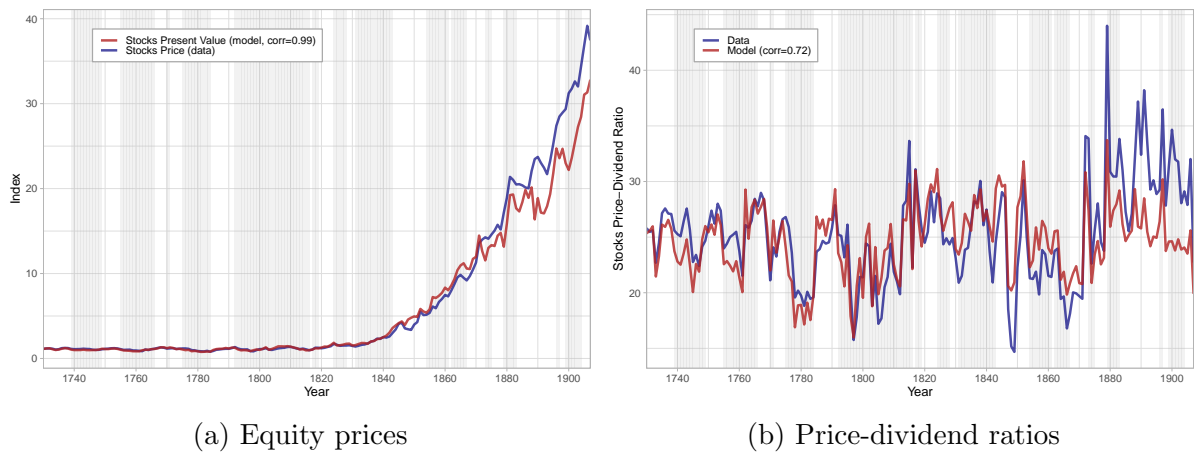 Stocks Present Value (model, corr=0.99)
Stocks Price (data)
Index
40
30
20
10
0
1740 1760 1780 1800 1820 1840 1860 1880 1900
Year
(a) Equity prices
Data
Model (corr=0.72)
Stocks Price−Dividend Ratio
40
30
20
1740 1760 1780 1800 1820 1840 1860 1880 1900
Year
(b) Price-dividend ratios